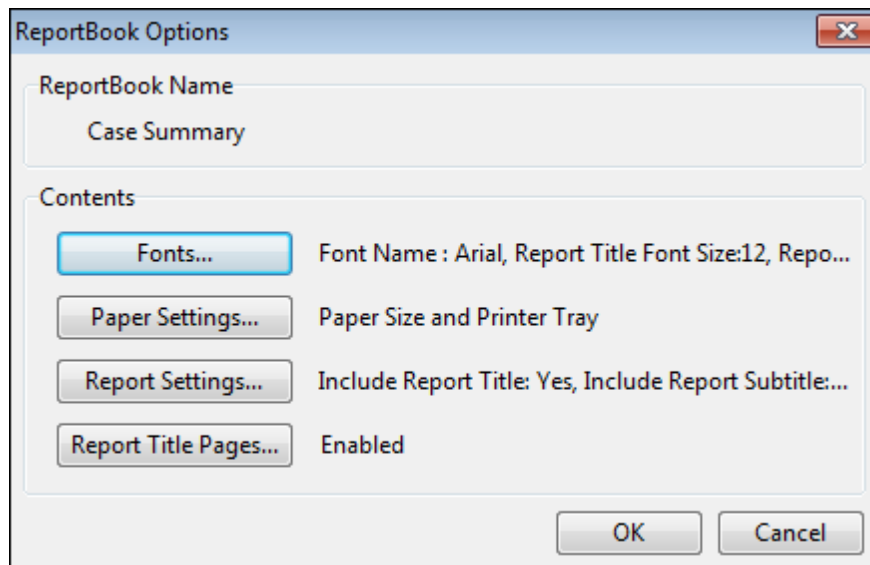 ReportBook Options
ReportBook Name
Case Summary
Contents
Fonts... Font Name : Arial, Report Title Font Size:12, Repo...
Paper Settings... Paper Size and Printer Tray
Report Settings... Include Report Title: Yes, Include Report Subtitle:...
Report Title Pages... Enabled
OK Cancel